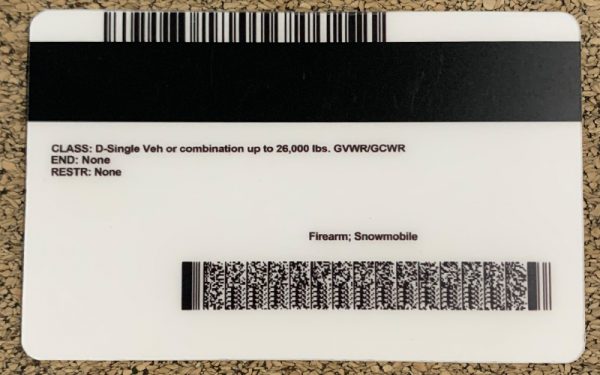 CLASS: D-Single Veh or combination up to 26,000 lbs. GVWR/GCWR
END: None
RESTR: None
Firearm; Snowmobile